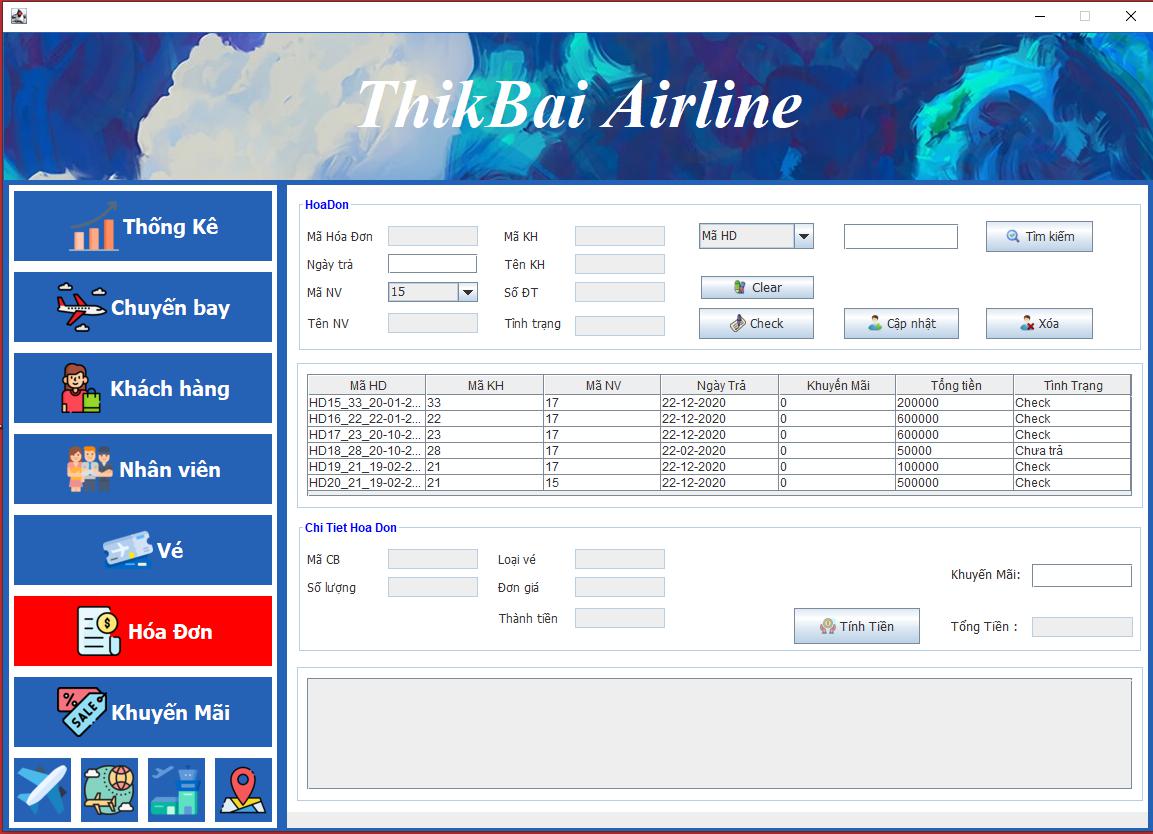 ThikBai Airline
Thống Kê
Chuyến bay
Khách hàng
Nhân viên
Vé
Hóa Đơn
%
SALE
Khuyến Mãi
HoaDon
Mã Hóa Đơn
Mã KH
Mã HD
Tìm kiếm
Ngày trả
Tên KH
Mã NV
15
Số ĐT
Clear
Tên NV
Tình trạng
Check
Cập nhật
Xóa
Mã HD Mã KH Mã NV Ngày Trả Khuyến Mãi Tổng tiền Tình Trạng
HD15_33_20-01-2... 33 17 22-12-2020 0 200000 Check
HD16_22_22-01-2... 22 17 22-12-2020 0 600000 Check
HD17_23_20-10-2... 23 17 22-12-2020 0 600000 Check
HD18_28_20-10-2... 28 17 22-02-2020 0 50000 Chưa trả
HD19_21_19-02-2... 21 17 22-12-2020 0 100000 Check
HD20_21_19-02-2... 21 15 22-12-2020 0 500000 Check
Chi Tiet Hoa Don
Mã CB
Loại vé
Khuyến Mãi:
Số lượng
Đơn giá
Thành tiền
Tính Tiền
Tổng Tiền :